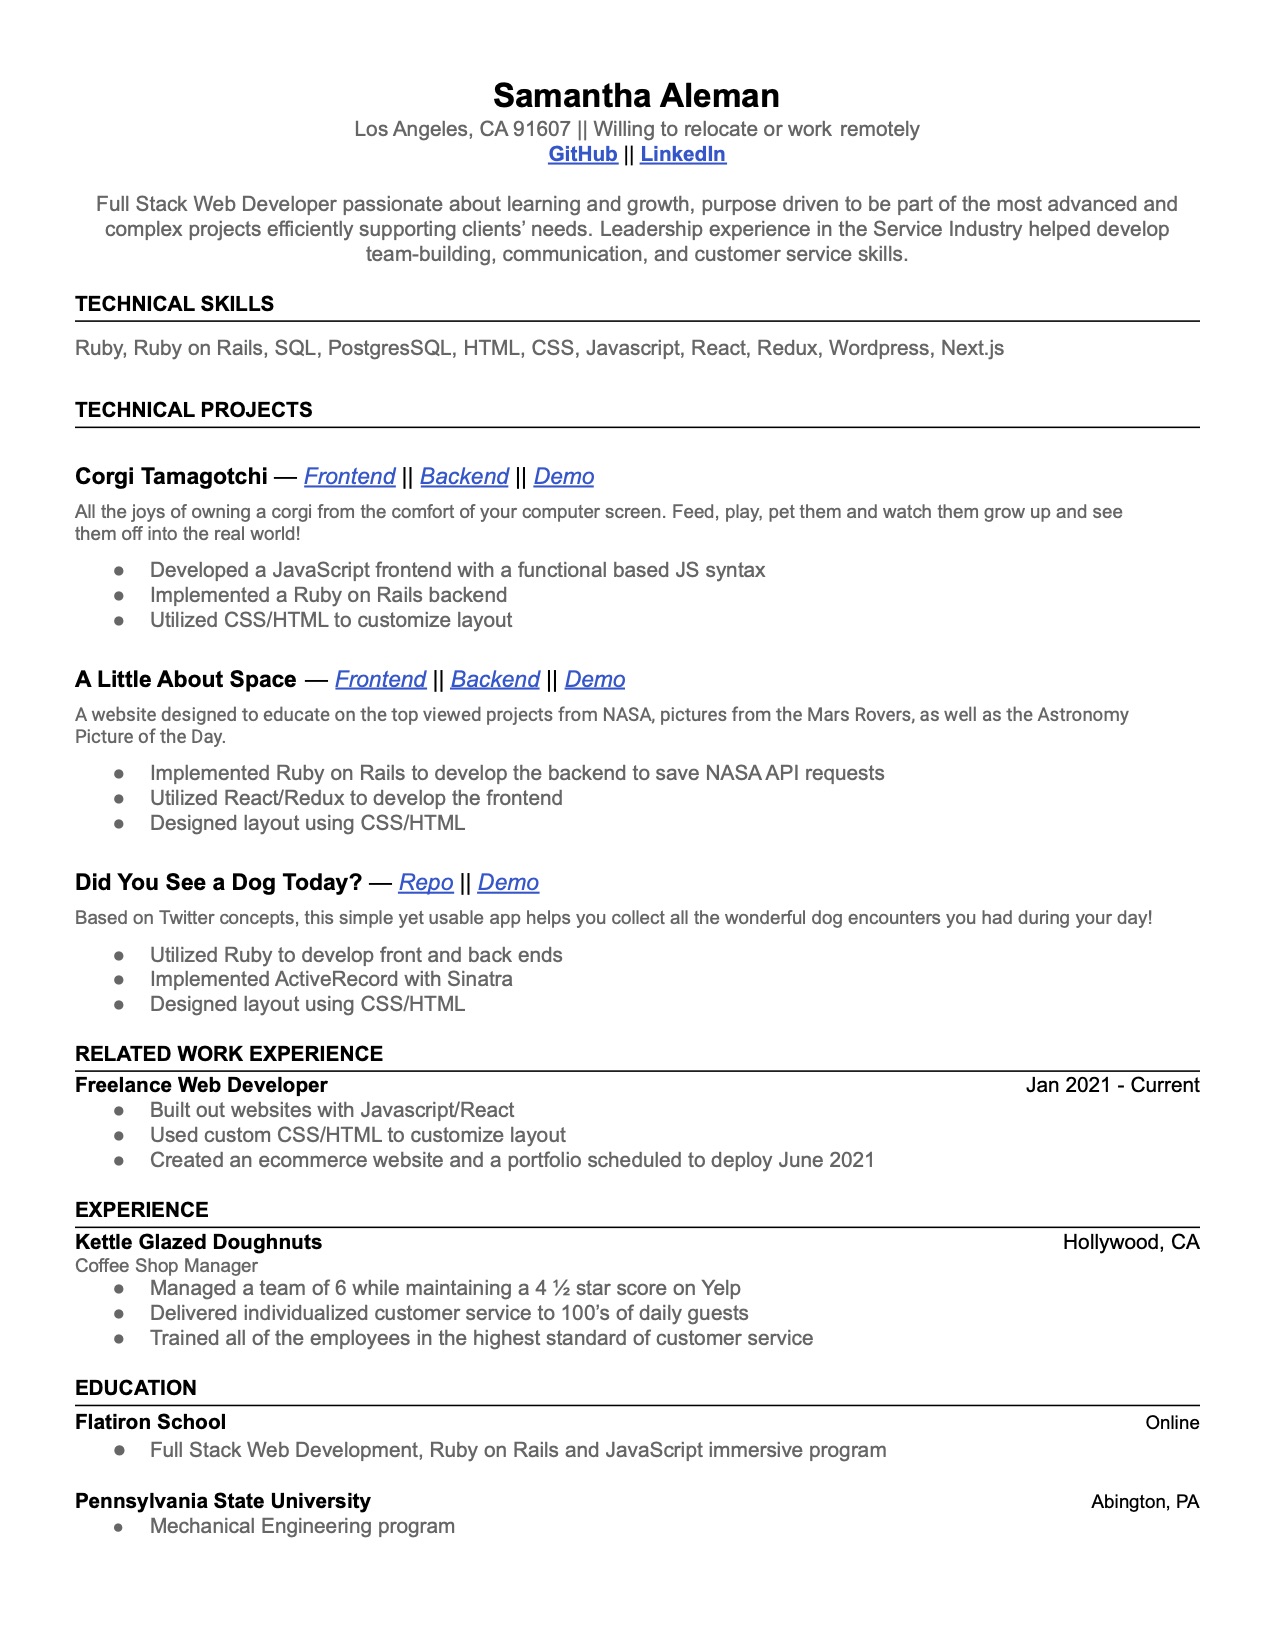 Samantha Aleman
Los Angeles, CA 91607 || Willing to relocate or work remotely
GitHub || LinkedIn
Full Stack Web Developer passionate about learning and growth, purpose driven to be part of the most advanced and
complex projects efficiently supporting clients’ needs. Leadership experience in the Service Industry helped develop
team-building, communication, and customer service skills.
TECHNICAL SKILLS
Ruby, Ruby on Rails, SQL, PostgresSQL, HTML, CSS, Javascript, React, Redux, Wordpress, Next.js
TECHNICAL PROJECTS
Corgi Tamagotchi — Frontend || Backend || Demo
All the joys of owning a corgi from the comfort of your computer screen. Feed, play, pet them and watch them grow up and see
them off into the real world!
● Developed a JavaScript frontend with a functional based JS syntax
● Implemented a Ruby on Rails backend
● Utilized CSS/HTML to customize layout
A Little About Space — Frontend || Backend || Demo
A website designed to educate on the top viewed projects from NASA, pictures from the Mars Rovers, as well as the Astronomy
Picture of the Day.
● Implemented Ruby on Rails to develop the backend to save NASA API requests
● Utilized React/Redux to develop the frontend
● Designed layout using CSS/HTML
Did You See a Dog Today? — Repo || Demo
Based on Twitter concepts, this simple yet usable app helps you collect all the wonderful dog encounters you had during your day!
● Utilized Ruby to develop front and back ends
● Implemented ActiveRecord with Sinatra
● Designed layout using CSS/HTML
RELATED WORK EXPERIENCE
Freelance Web Developer Jan 2021 - Current
● Built out websites with Javascript/React
● Used custom CSS/HTML to customize layout
● Created an ecommerce website and a portfolio scheduled to deploy June 2021
EXPERIENCE
Kettle Glazed Doughnuts Hollywood, CA
Coffee Shop Manager
● Managed a team of 6 while maintaining a 4 ½ star score on Yelp
● Delivered individualized customer service to 100’s of daily guests
● Trained all of the employees in the highest standard of customer service
EDUCATION
Flatiron School Online
● Full Stack Web Development, Ruby on Rails and JavaScript immersive program
Pennsylvania State University Abington, PA
● Mechanical Engineering program